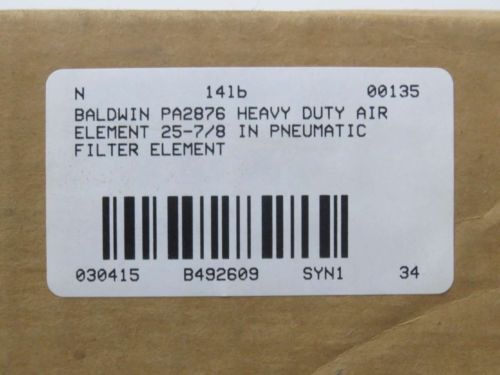 N 14lb 00135
BALDWIN PA2876 HEAVY DUTY AIR
ELEMENT 25-7/8 IN PNEUMATIC
FILTER ELEMENT
030415 B492609 SYN1 34